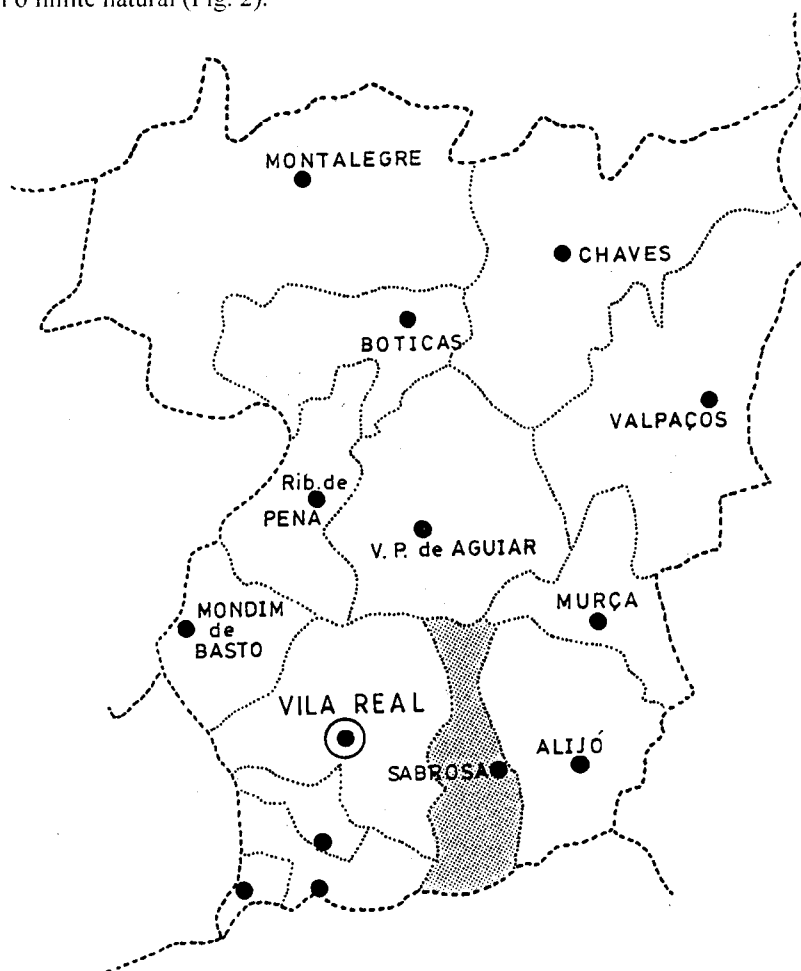 limite natural (Fig. 2).
MONTALEGRE
CHAVES
BOTICAS
VALPAÇOS
Rib. de
PENA
V. P. de AGUIAR
MURÇA
MONDIM
de
BASTO
VILA REAL
ALIJÓ
SABROSA